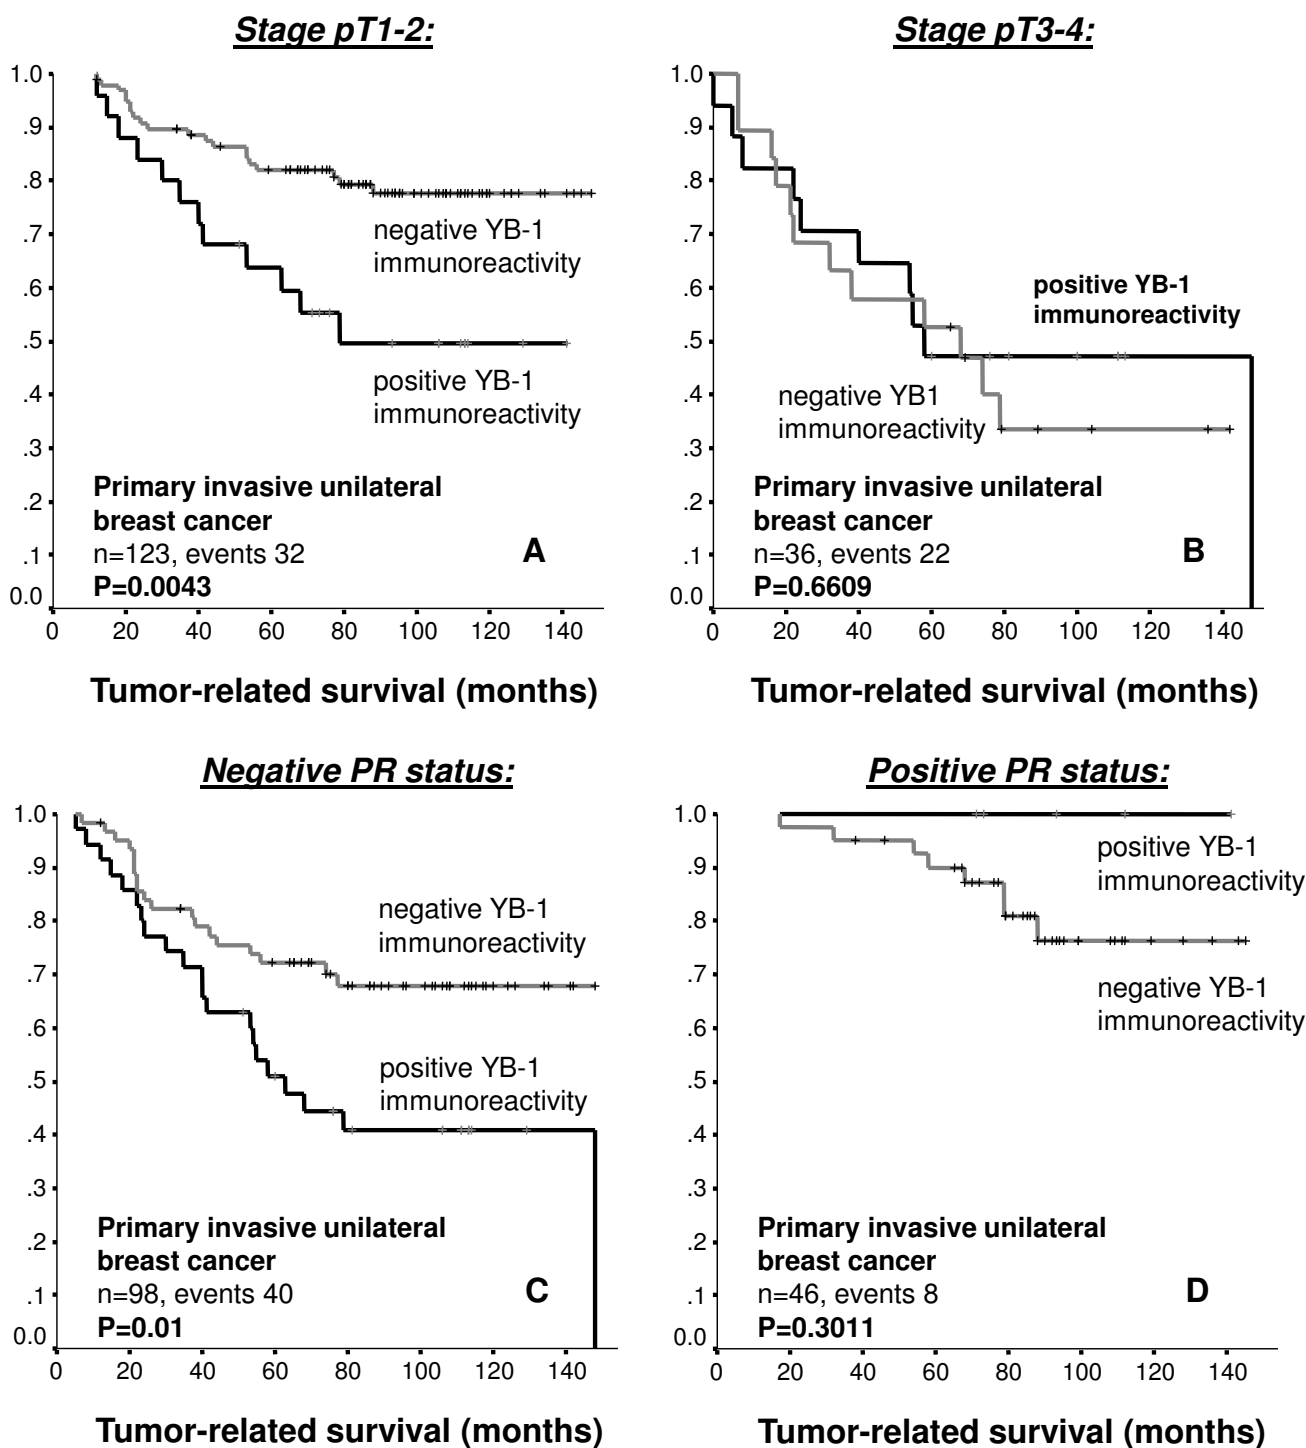 Stage pT1-2:
1.0
.9
.8
.7
.6
.5
.4
.3
.2
.1
0.0
negative YB-1
immunoreactivity
positive YB-1
immunoreactivity
Primary invasive unilateral
breast cancer
n=123, events 32
P=0.0043
A
0 20 40 60 80 100 120 140
Tumor-related survival (months)
Stage pT3-4:
1.0
.9
.8
.7
.6
.5
.4
.3
.2
.1
0.0
positive YB-1
immunoreactivity
negative YB1
immunoreactivity
Primary invasive unilateral
breast cancer
n=36, events 22
P=0.6609
B
0 20 40 60 80 100 120 140
Tumor-related survival (months)
Negative PR status:
1.0
.9
.8
.7
.6
.5
.4
.3
.2
.1
0.0
negative YB-1
immunoreactivity
positive YB-1
immunoreactivity
Primary invasive unilateral
breast cancer
n=98, events 40
P=0.01
C
0 20 40 60 80 100 120 140
Tumor-related survival (months)
Positive PR status:
1.0
.9
.8
.7
.6
.5
.4
.3
.2
.1
0.0
positive YB-1
immunoreactivity
negative YB-1
immunoreactivity
Primary invasive unilateral
breast cancer
n=46, events 8
P=0.3011
D
0 20 40 60 80 100 120 140
Tumor-related survival (months)